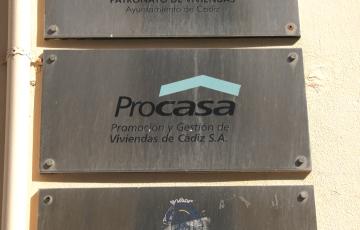 PATRONATO DE VIVIENDAS
Ayuntamiento de Cádiz
Procasa
Promoción y Gestión de
Viviendas de Cádiz S.A.